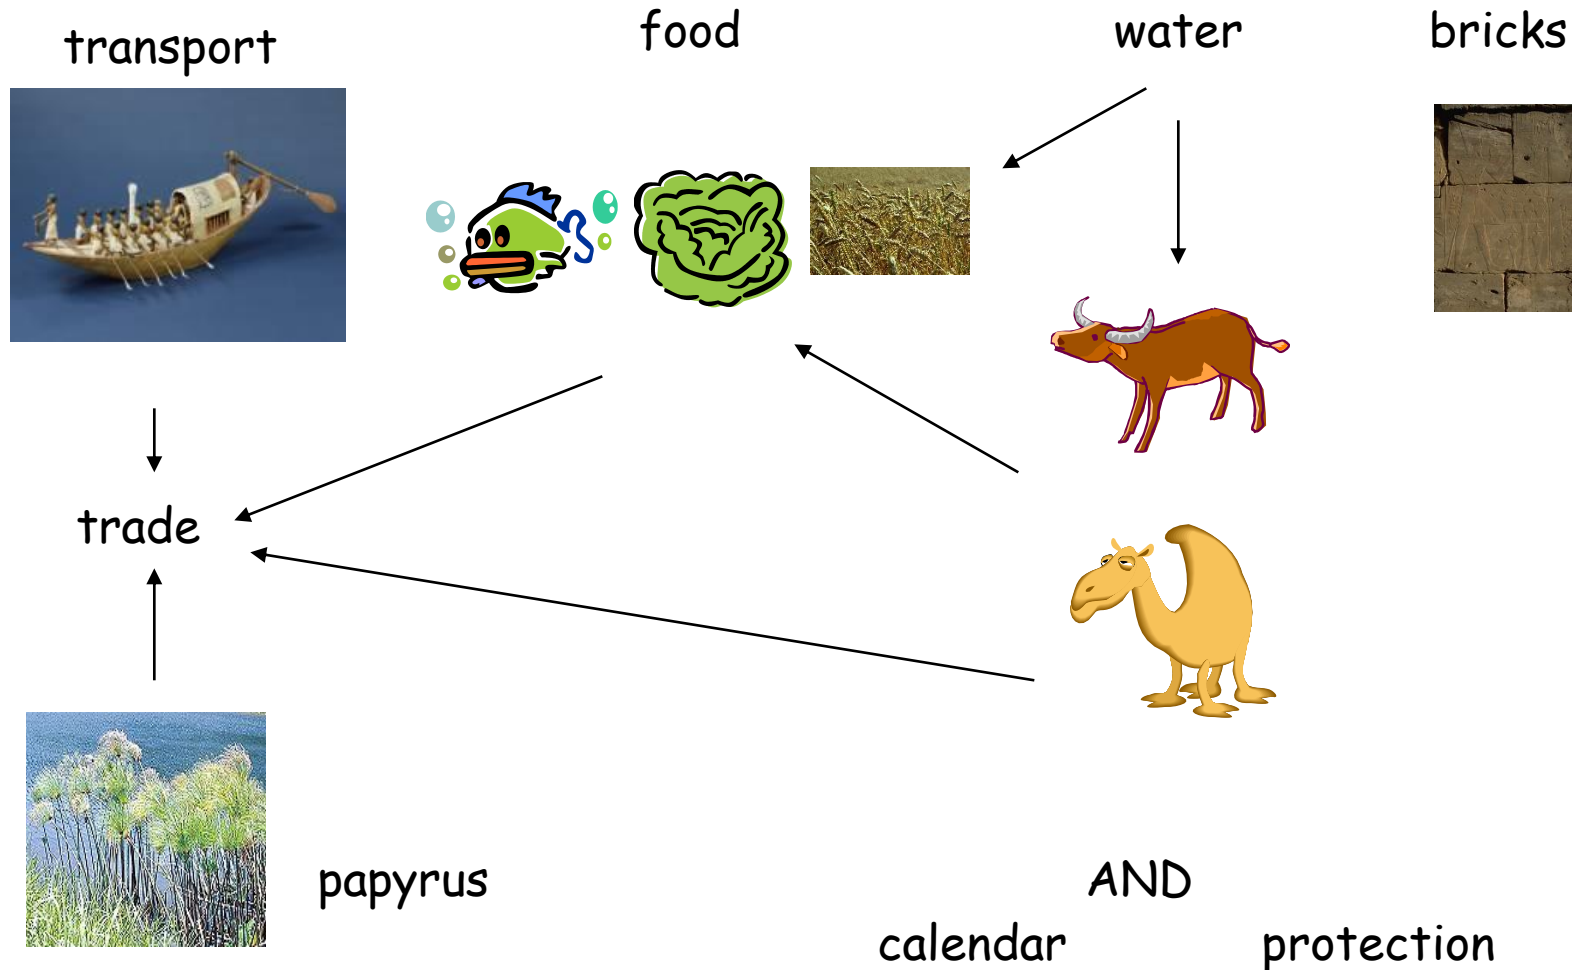 transport
food
water
bricks
trade
papyrus
AND
calendar
protection